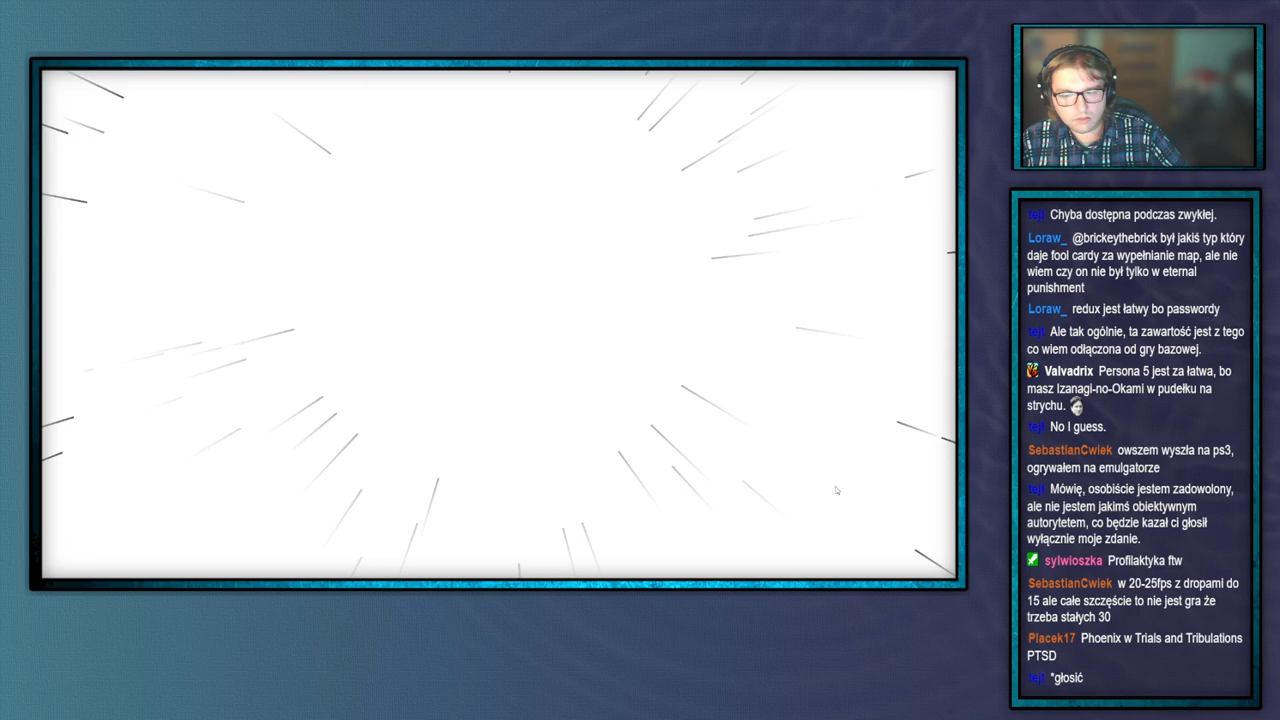 tejt Chyba dostępna podczas zwykłej.
Loraw_ @brickeythebrick był jakiś typ który
daje fool cardy za wypełnianie map, ale nie
wiem czy on nie był tylko w eternal
punishment
Loraw_ redux jest łatwy bo passwordy
tejt Ale tak ogólnie, ta zawartość jest z tego
co wiem odłączona od gry bazowej.
Valvadrix Persona 5 jest za łatwa, bo
masz Izanagi-no-Okami w pudełku na
strychu.
tejt No I guess.
SebastianCwiek owszem wyszła na ps3,
ogrywałem na emulgatorze
tejt Mówię, osobiście jestem zadowolony,
ale nie jestem jakimś obiektywnym
autorytetem, co będzie kazał ci głosił
wyłącznie moje zdanie.
sylwioszka Profilaktyka ftw
SebastianCwiek w 20-25fps z dropami do
15 ale całe szczęście to nie jest gra że
trzeba stałych 30
Placek17 Phoenix w Trials and Tribulations
PTSD
tejt *głosić